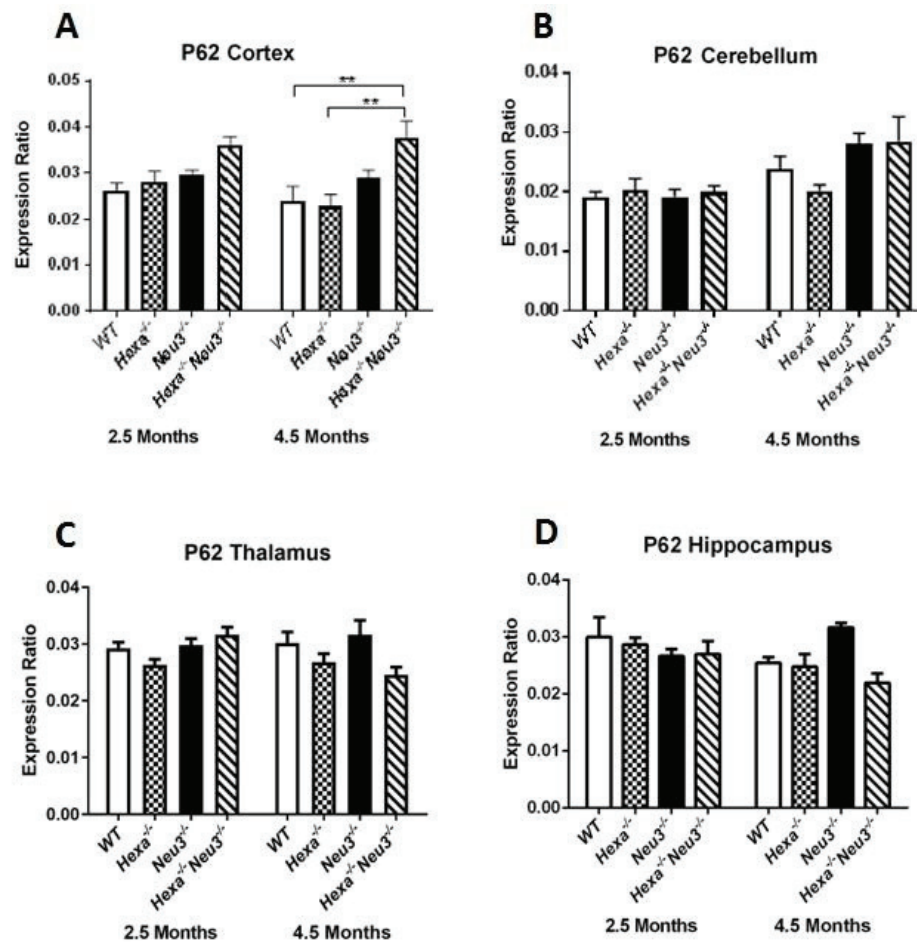 A
P62 Cortex
Expression Ratio
0.05
0.04
0.03
0.02
0.01
0.00
**
**
WT
Hexa-/-
Neu3-/-
Hexa-/-Neu3-/-
WT
Hexa-/-
Neu3-/-
Hexa-/-Neu3-/-
2.5 Months
4.5 Months
B
P62 Cerebellum
Expression Ratio
0.04
0.03
0.02
0.01
0.00
WT
Hexa-/-
Neu3-/-
Hexa-/-Neu3-/-
WT
Hexa-/-
Neu3-/-
Hexa-/-Neu3-/-
2.5 Months
4.5 Months
C
P62 Thalamus
Expression Ratio
0.04
0.03
0.02
0.01
0.00
WT
Hexa-/-
Neu3-/-
Hexa-/-Neu3-/-
WT
Hexa-/-
Neu3-/-
Hexa-/-Neu3-/-
2.5 Months
4.5 Months
D
P62 Hippocampus
Expression Ratio
0.04
0.03
0.02
0.01
0.00
WT
Hexa-/-
Neu3-/-
Hexa-/-Neu3-/-
WT
Hexa-/-
Neu3-/-
Hexa-/-Neu3-/-
2.5 Months
4.5 Months